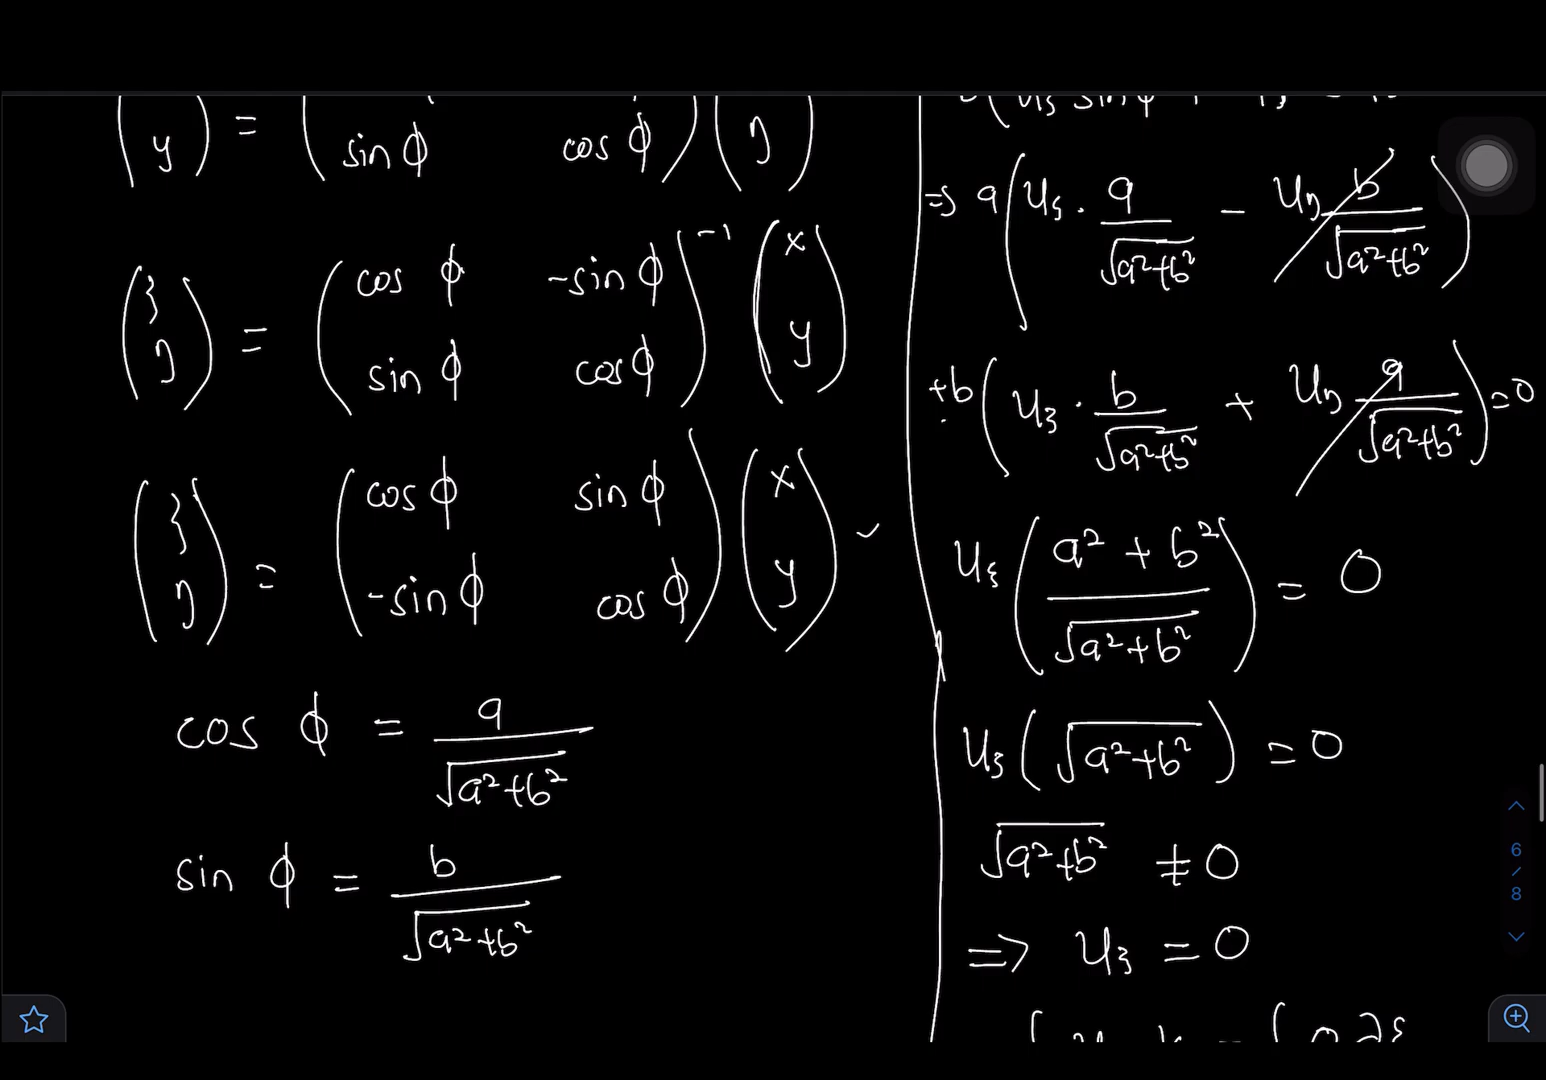 ( y ) = ( sin ϕ cos ϕ ) ( η )
( ξ η ) = ( cos ϕ -sin ϕ sin ϕ cos ϕ )⁻¹ ( x y )
( ξ η ) = ( cos ϕ sin ϕ -sin ϕ cos ϕ ) ( x y )
cos ϕ = a / √(a²+b²)
sin ϕ = b / √(a²+b²)
=> a ( u_ξ · a / √(a²+b²) - u_η b / √(a²+b²) )
+b ( u_ξ · b / √(a²+b²) + u_η a / √(a²+b²) ) = 0
u_ξ ( a² + b² / √(a²+b²) ) = 0
u_ξ ( √(a²+b²) ) = 0
√(a²+b²) ≠ 0
=> u_ξ = 0
6
/
8